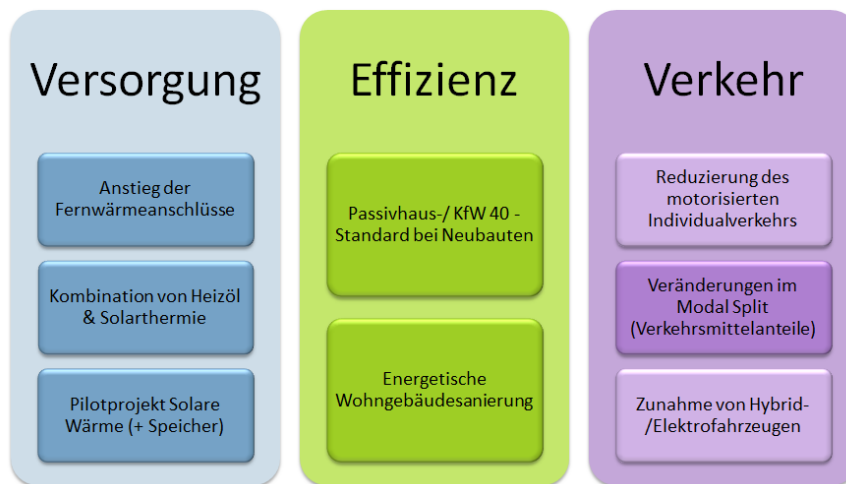 Versorgung
Anstieg der
Fernwärmeanschlüsse
Kombination von Heizöl
& Solarthermie
Pilotprojekt Solare
Wärme (+ Speicher)
Effizienz
Passivhaus-/ KfW 40 -
Standard bei Neubauten
Energetische
Wohngebäudesanierung
Verkehr
Reduzierung des
motorisierten
Individualverkehrs
Veränderungen im
Modal Split
(Verkehrsmittelanteile)
Zunahme von Hybrid-
/Elektrofahrzeugen